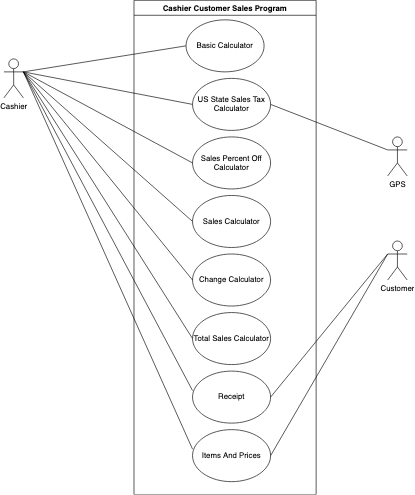 Cashier Customer Sales Program
Basic Calculator
US State Sales Tax
Calculator
Cashier
Sales Percent Off
Calculator
GPS
Sales Calculator
Change Calculator
Customer
Total Sales Calculator
Receipt
Items And Prices